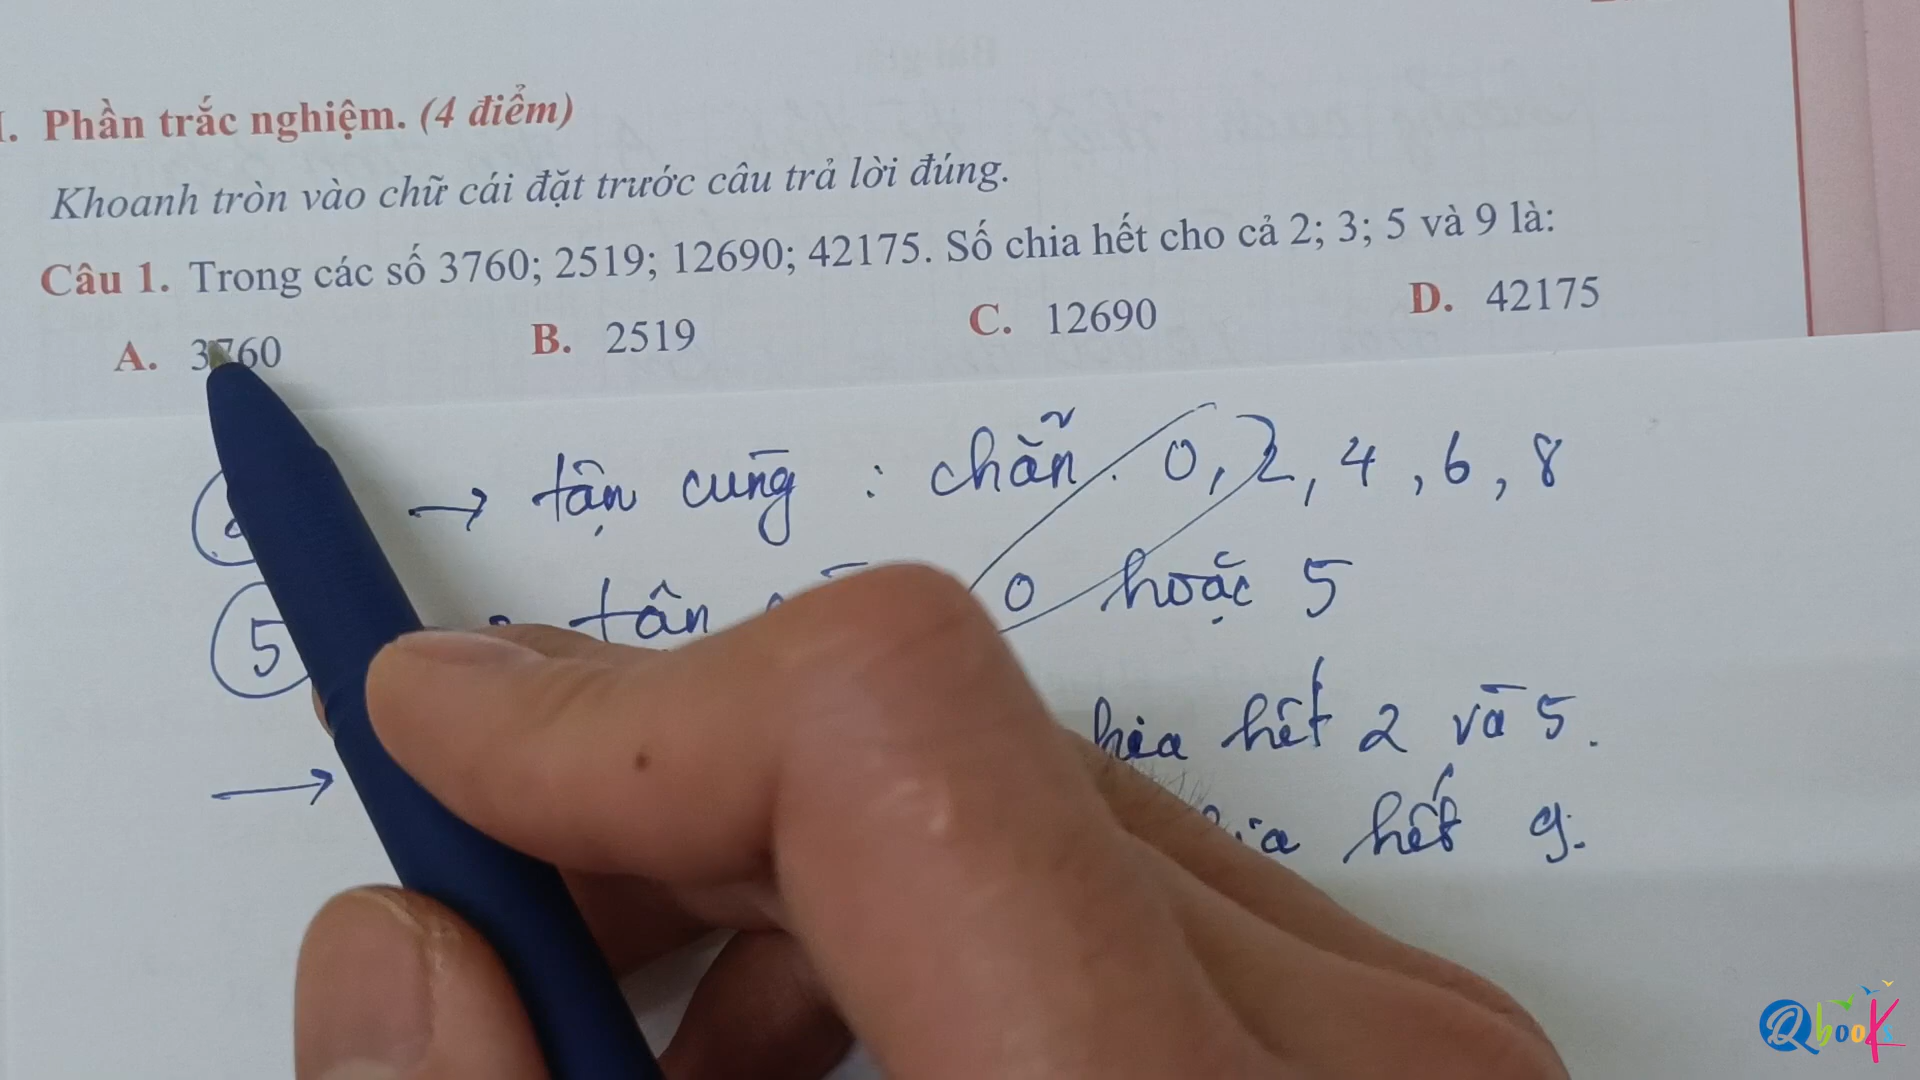 I. Phần trắc nghiệm. (4 điểm)
Khoanh tròn vào chữ cái đặt trước câu trả lời đúng.
Câu 1. Trong các số 3760; 2519; 12690; 42175. Số chia hết cho cả 2; 3; 5 và 9 là:
A. 3760 B. 2519 C. 12690 D. 42175
→ tận cùng : chẵn. 0, 2, 4, 6, 8
5 tân 0 hoặc 5
hết 2 và 5.
→ hết 9.
Qbook